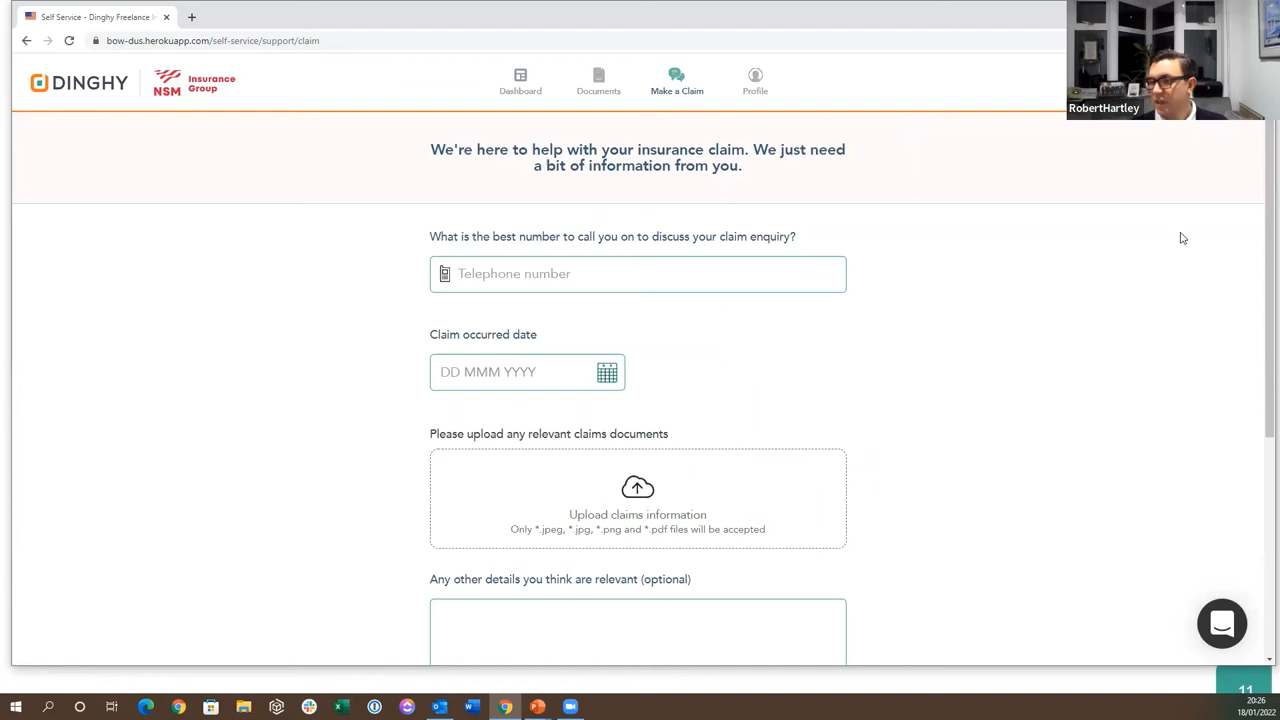 Self Service - Dinghy Freelance I
bow-dus.herokuapp.com/self-service/support/claim
DINGHY
NSM
Insurance
Group
Dashboard
Documents
Make a Claim
Profile
RobertHartley
We're here to help with your insurance claim. We just need
a bit of information from you.
What is the best number to call you on to discuss your claim enquiry?
Telephone number
Claim occurred date
DD MMM YYYY
Please upload any relevant claims documents
Upload claims information
Only *.jpeg, *.jpg, *.png and *.pdf files will be accepted
Any other details you think are relevant (optional)
11
20:26
18/01/2022